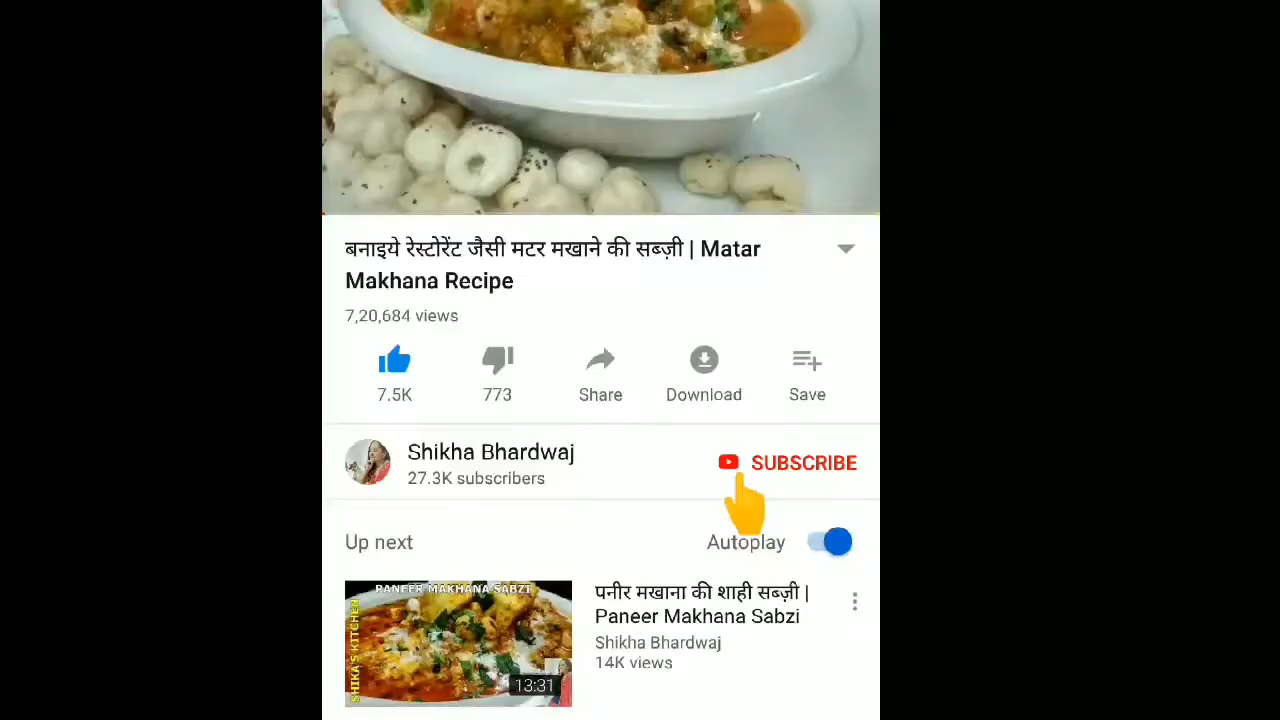 बनाइये रेस्टोरेंट जैसी मटर मखाने की सब्ज़ी | Matar
Makhana Recipe
7,20,684 views
7.5K
773
Share
Download
Save
Shikha Bhardwaj
27.3K subscribers
SUBSCRIBE
Up next
Autoplay
PANEER MAKHANA SABZI
SHIKA'S KITCHEN
13:31
पनीर मखाना की शाही सब्ज़ी |
Paneer Makhana Sabzi
Shikha Bhardwaj
14K views